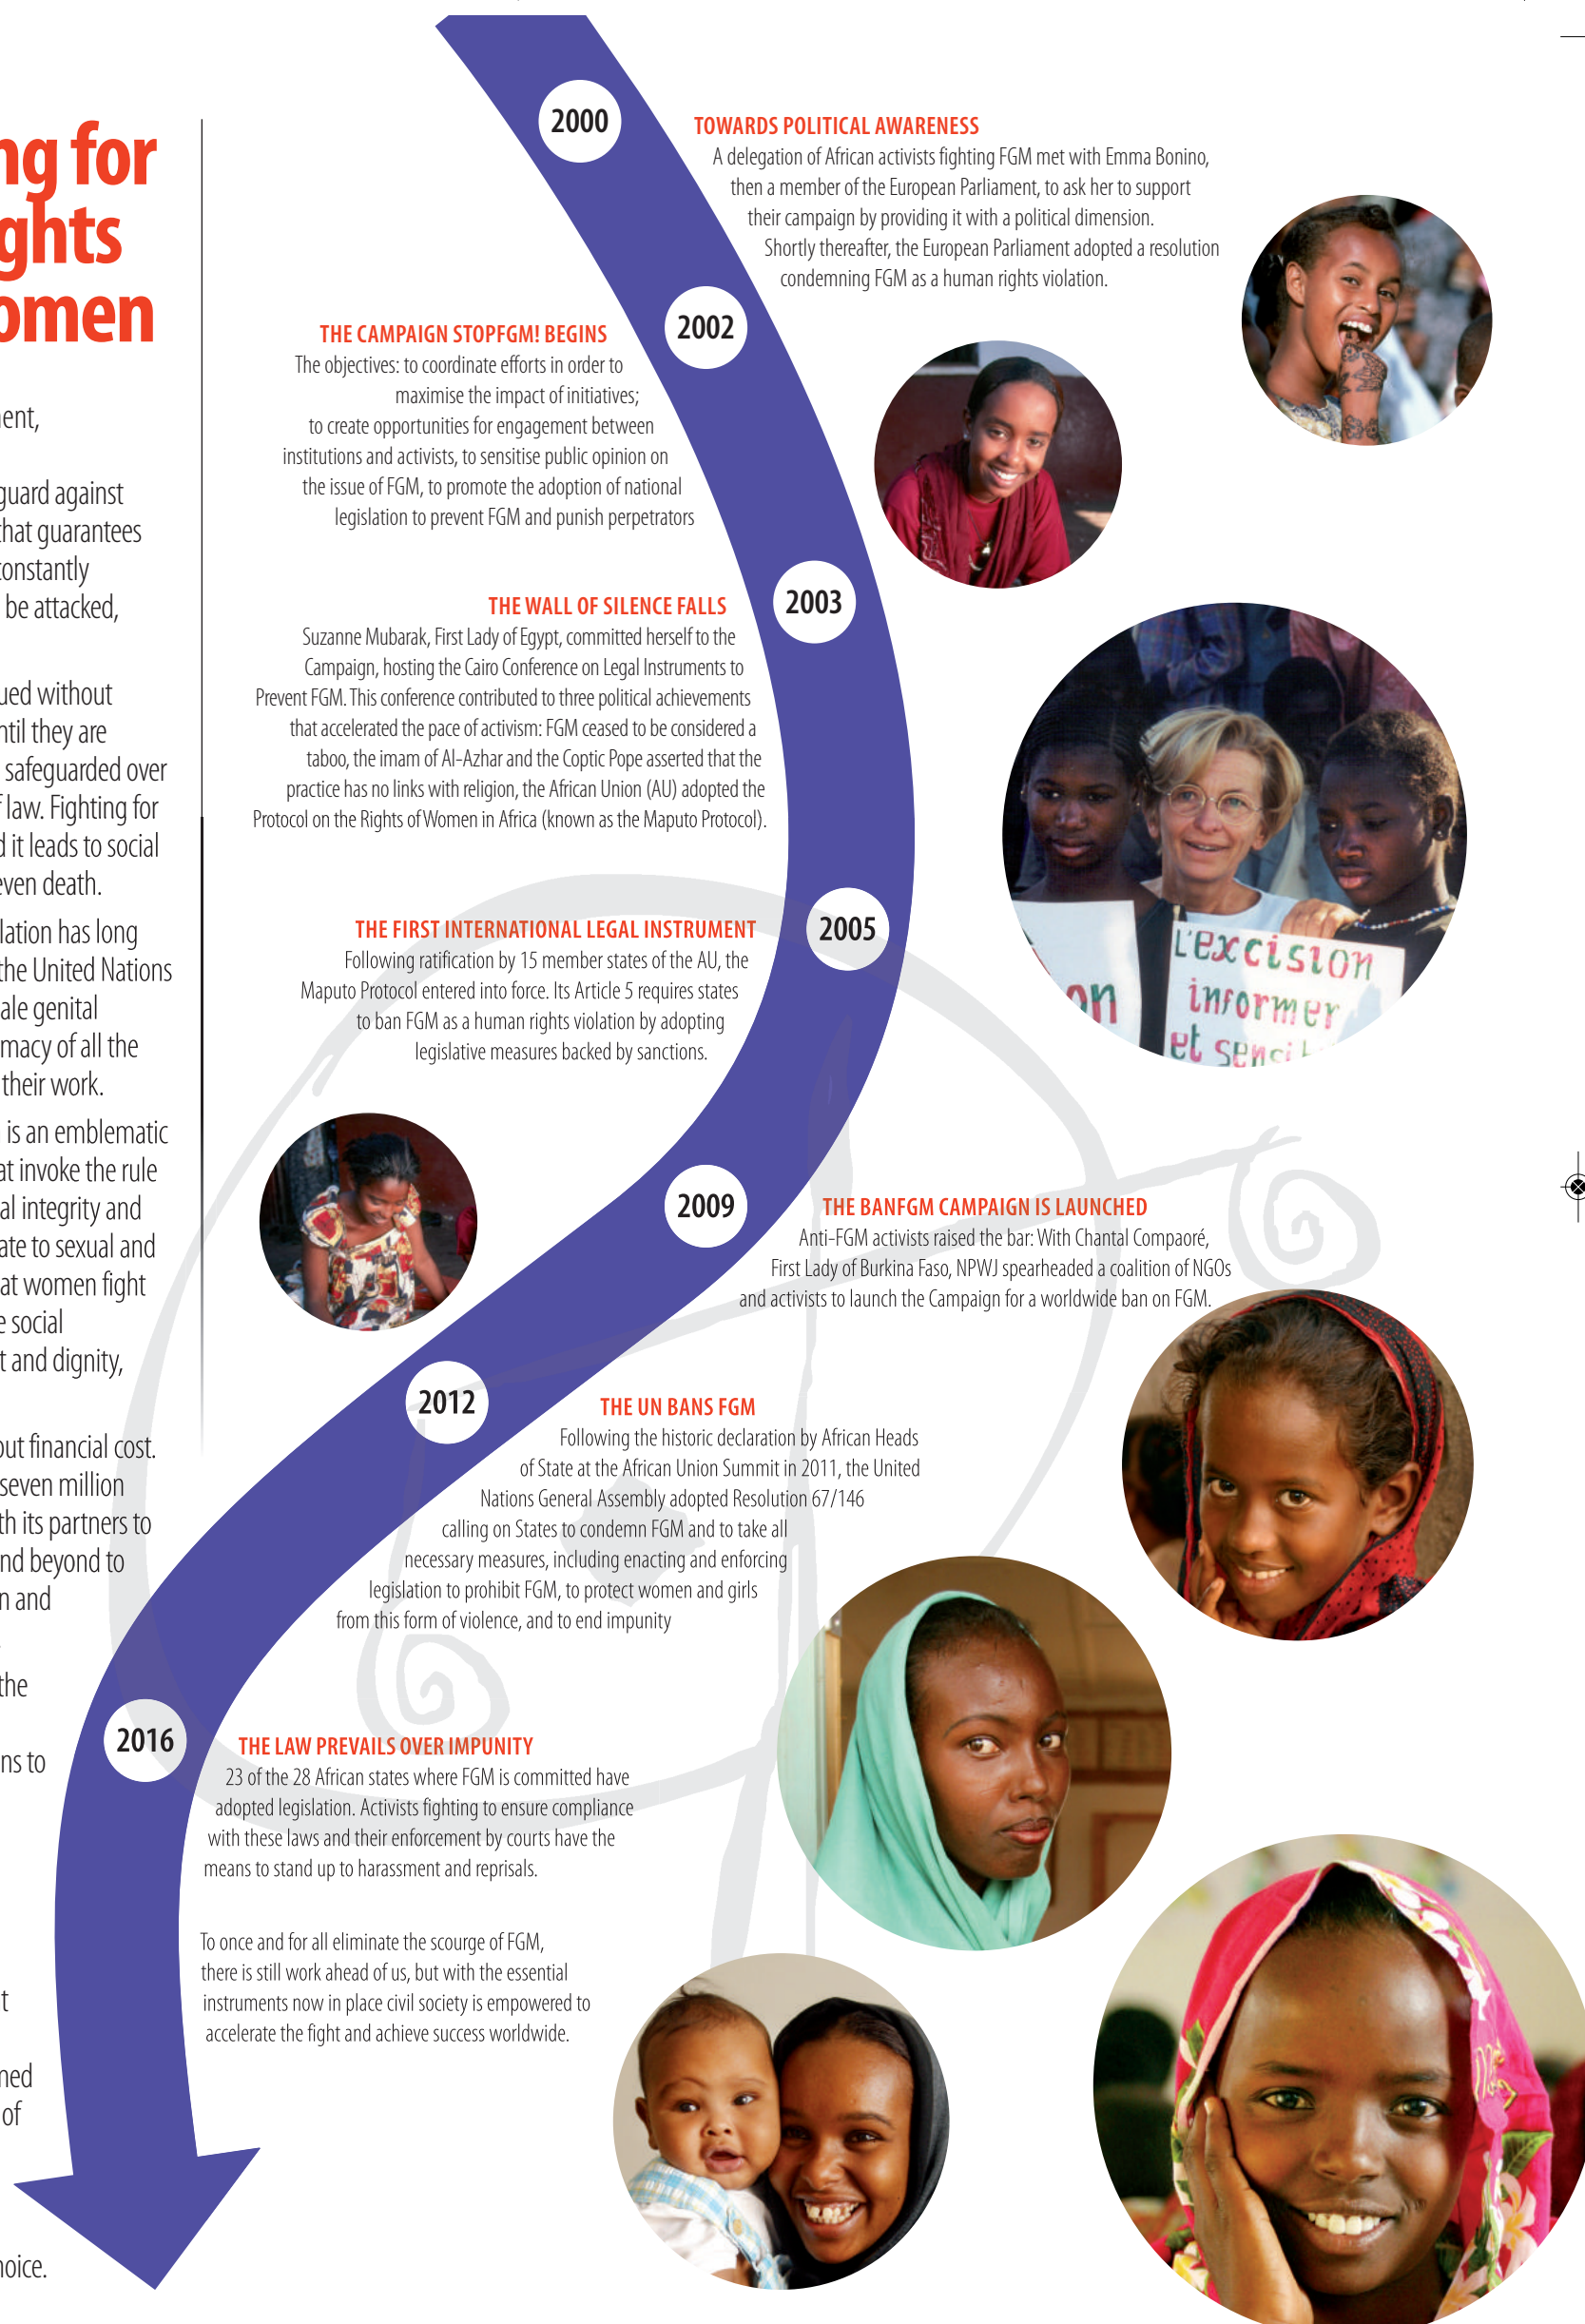 ng for
ghts
omen
ent,
guard against
that guarantees
constantly
be attacked,
ued without
ntil they are
safeguarded over
law. Fighting for
d it leads to social
even death.
lation has long
the United Nations
ale genital
macy of all the
their work.
is an emblematic
at invoke the rule
al integrity and
ate to sexual and
at women fight
e social
t and dignity,
out financial cost.
seven million
th its partners to
nd beyond to
n and
the
ns to
t
ned
of
hoice.
2000
TOWARDS POLITICAL AWARENESS
A delegation of African activists fighting FGM met with Emma Bonino,
then a member of the European Parliament, to ask her to support
their campaign by providing it with a political dimension.
Shortly thereafter, the European Parliament adopted a resolution
condemning FGM as a human rights violation.
2002
THE CAMPAIGN STOPFGM! BEGINS
The objectives: to coordinate efforts in order to
maximise the impact of initiatives;
to create opportunities for engagement between
institutions and activists, to sensitise public opinion on
the issue of FGM, to promote the adoption of national
legislation to prevent FGM and punish perpetrators
2003
THE WALL OF SILENCE FALLS
Suzanne Mubarak, First Lady of Egypt, committed herself to the
Campaign, hosting the Cairo Conference on Legal Instruments to
Prevent FGM. This conference contributed to three political achievements
that accelerated the pace of activism: FGM ceased to be considered a
taboo, the imam of Al-Azhar and the Coptic Pope asserted that the
practice has no links with religion, the African Union (AU) adopted the
Protocol on the Rights of Women in Africa (known as the Maputo Protocol).
L'excision
informer
et sensi
on
2005
THE FIRST INTERNATIONAL LEGAL INSTRUMENT
Following ratification by 15 member states of the AU, the
Maputo Protocol entered into force. Its Article 5 requires states
to ban FGM as a human rights violation by adopting
legislative measures backed by sanctions.
2009
THE BANFGM CAMPAIGN IS LAUNCHED
Anti-FGM activists raised the bar: With Chantal Compaoré,
First Lady of Burkina Faso, NPWJ spearheaded a coalition of NGOs
and activists to launch the Campaign for a worldwide ban on FGM.
2012
THE UN BANS FGM
Following the historic declaration by African Heads
of State at the African Union Summit in 2011, the United
Nations General Assembly adopted Resolution 67/146
calling on States to condemn FGM and to take all
necessary measures, including enacting and enforcing
legislation to prohibit FGM, to protect women and girls
from this form of violence, and to end impunity
2016
THE LAW PREVAILS OVER IMPUNITY
23 of the 28 African states where FGM is committed have
adopted legislation. Activists fighting to ensure compliance
with these laws and their enforcement by courts have the
means to stand up to harassment and reprisals.
To once and for all eliminate the scourge of FGM,
there is still work ahead of us, but with the essential
instruments now in place civil society is empowered to
accelerate the fight and achieve success worldwide.